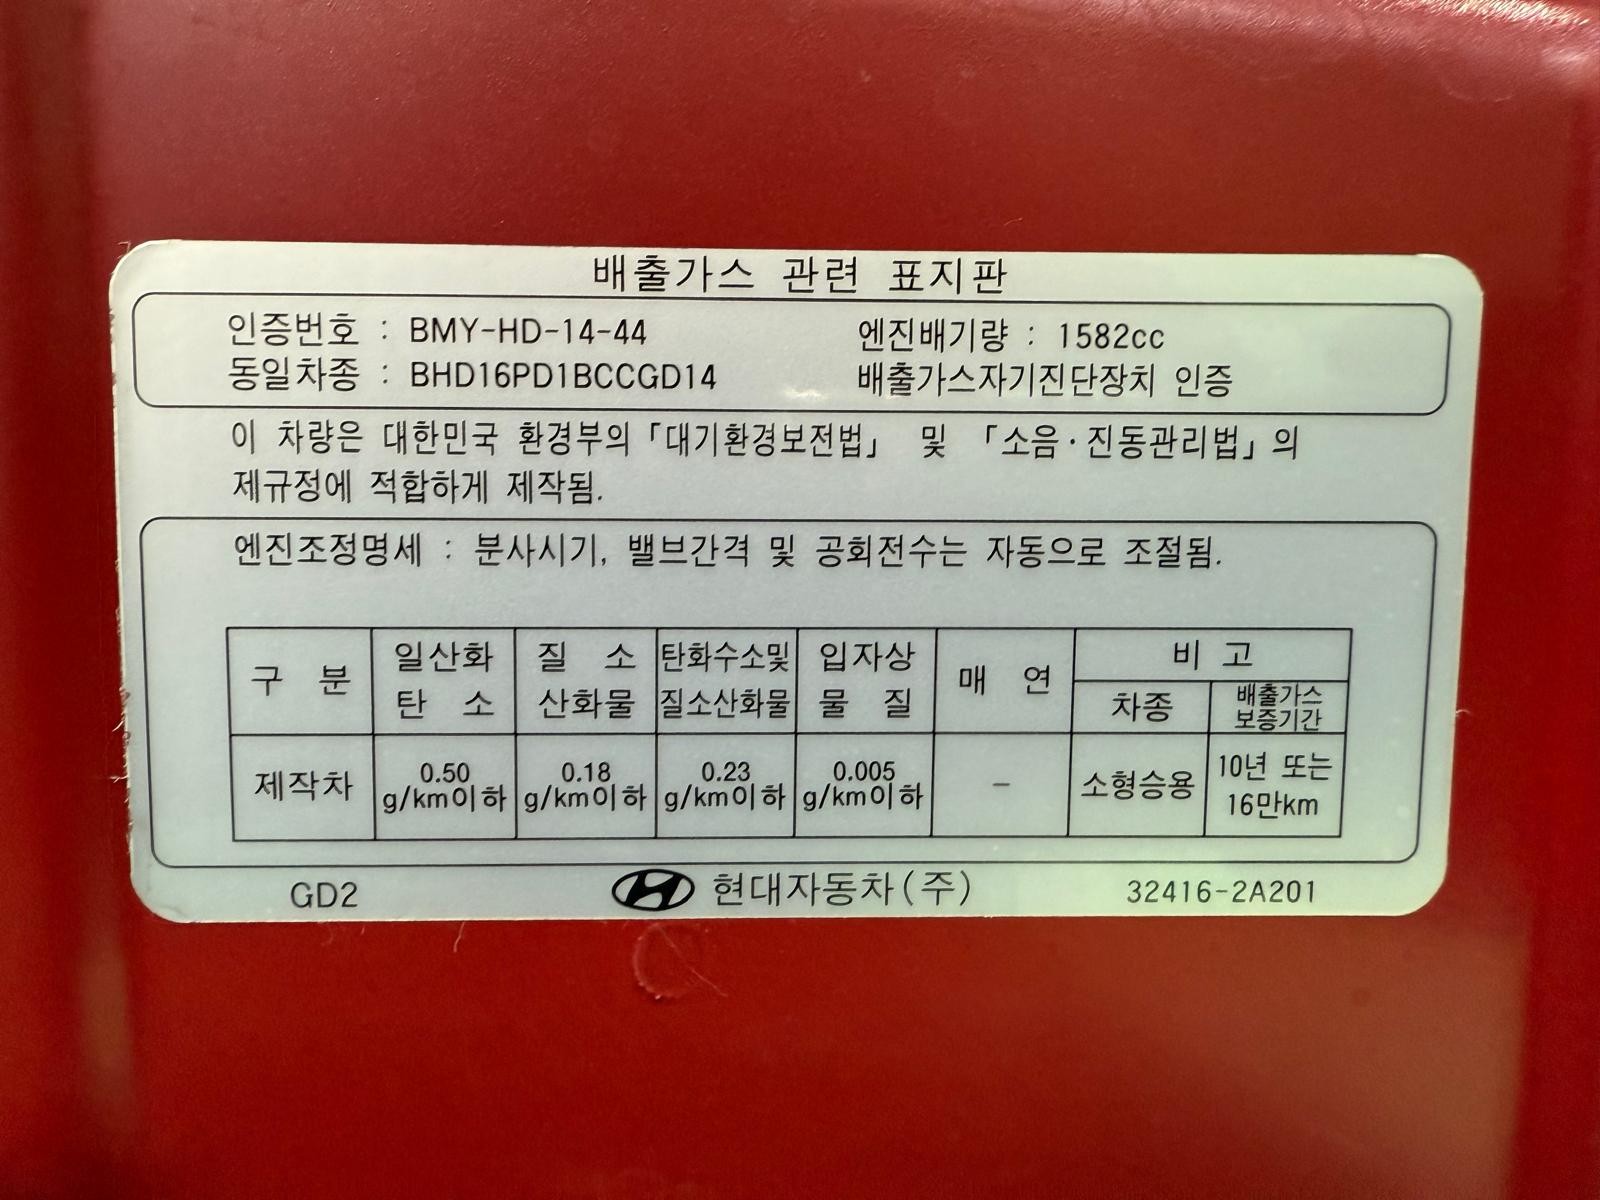 배출가스 관련 표지판
인증번호 : BMY-HD-14-44 엔진배기량 : 1582cc
동일차종 : BHD16PD1BCCGD14 배출가스자기진단장치 인증
이 차량은 대한민국 환경부의 「대기환경보전법」 및 「소음·진동관리법」의
제규정에 적합하게 제작됨.
엔진조정명세 : 분사시기, 밸브간격 및 공회전수는 자동으로 조절됨.
구 분 일산화 탄 소 질 소 산화물 탄화수소및 질소산화물 입자상 물 질 매 연 비 고
차종 배출가스 보증기간
제작차 0.50 g/km이하 0.18 g/km이하 0.23 g/km이하 0.005 g/km이하 - 소형승용 10년 또는 16만km
GD2 현대자동차(주) 32416-2A201